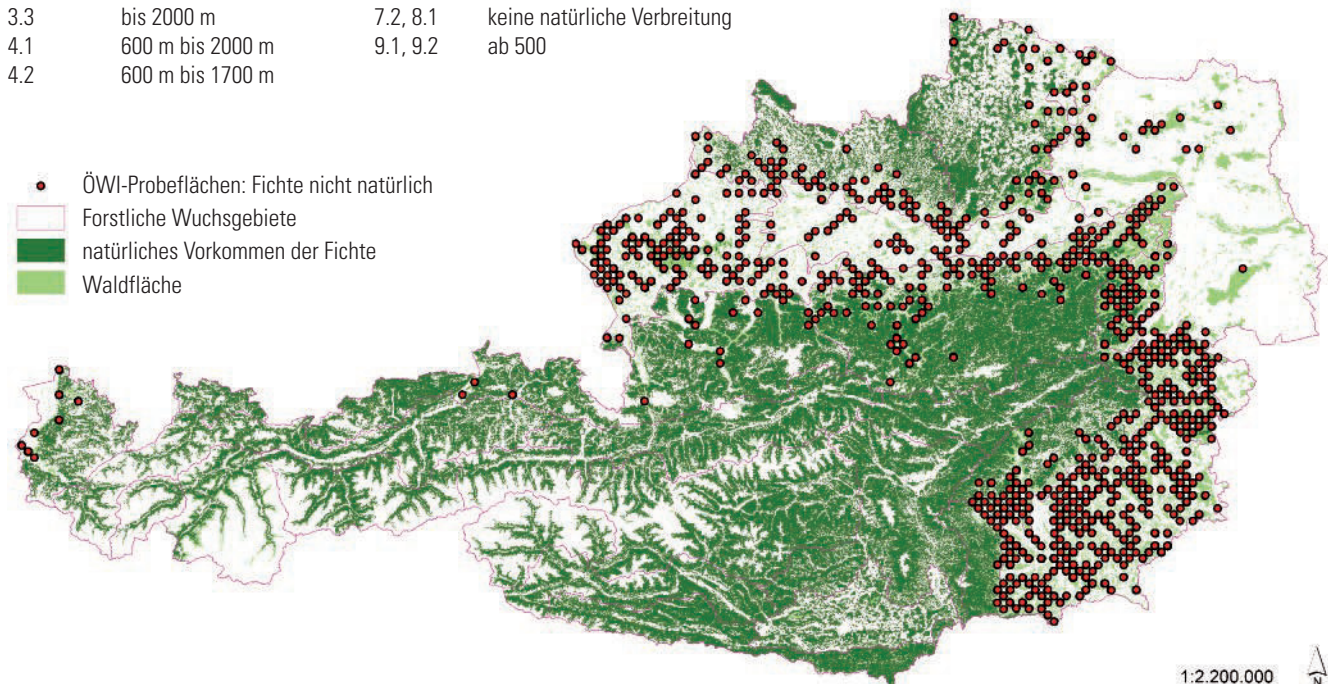 3.3 bis 2000 m 7.2, 8.1 keine natürliche Verbreitung
4.1 600 m bis 2000 m 9.1, 9.2 ab 500
4.2 600 m bis 1700 m
ÖWI-Probeflächen: Fichte nicht natürlich
Forstliche Wuchsgebiete
natürliches Vorkommen der Fichte
Waldfläche
1:2.200.000
N